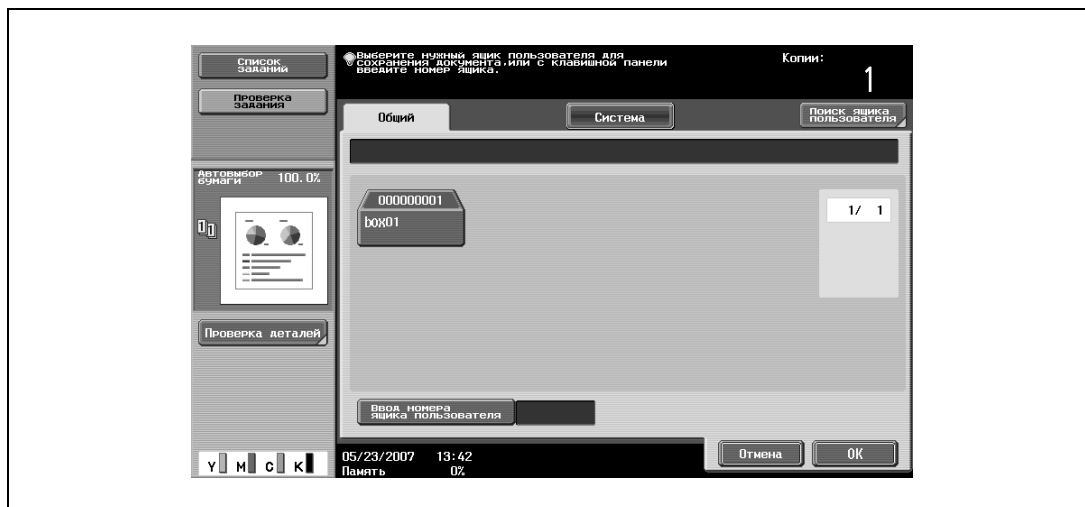 Список
заданий
Проверка
задания
Выберите нужный ящик пользователя для
сохранения документа,или с клавишной панели
введите номер ящика.
Копии:
1
Общий
Система
Поиск ящика
пользователя
Автовыбор
бумаги
100.0%
000000001
box01
1/ 1
Проверка деталей
Ввод номера
ящика пользователя
Y M C K
05/23/2007 13:42
Память 0%
Отмена
OK